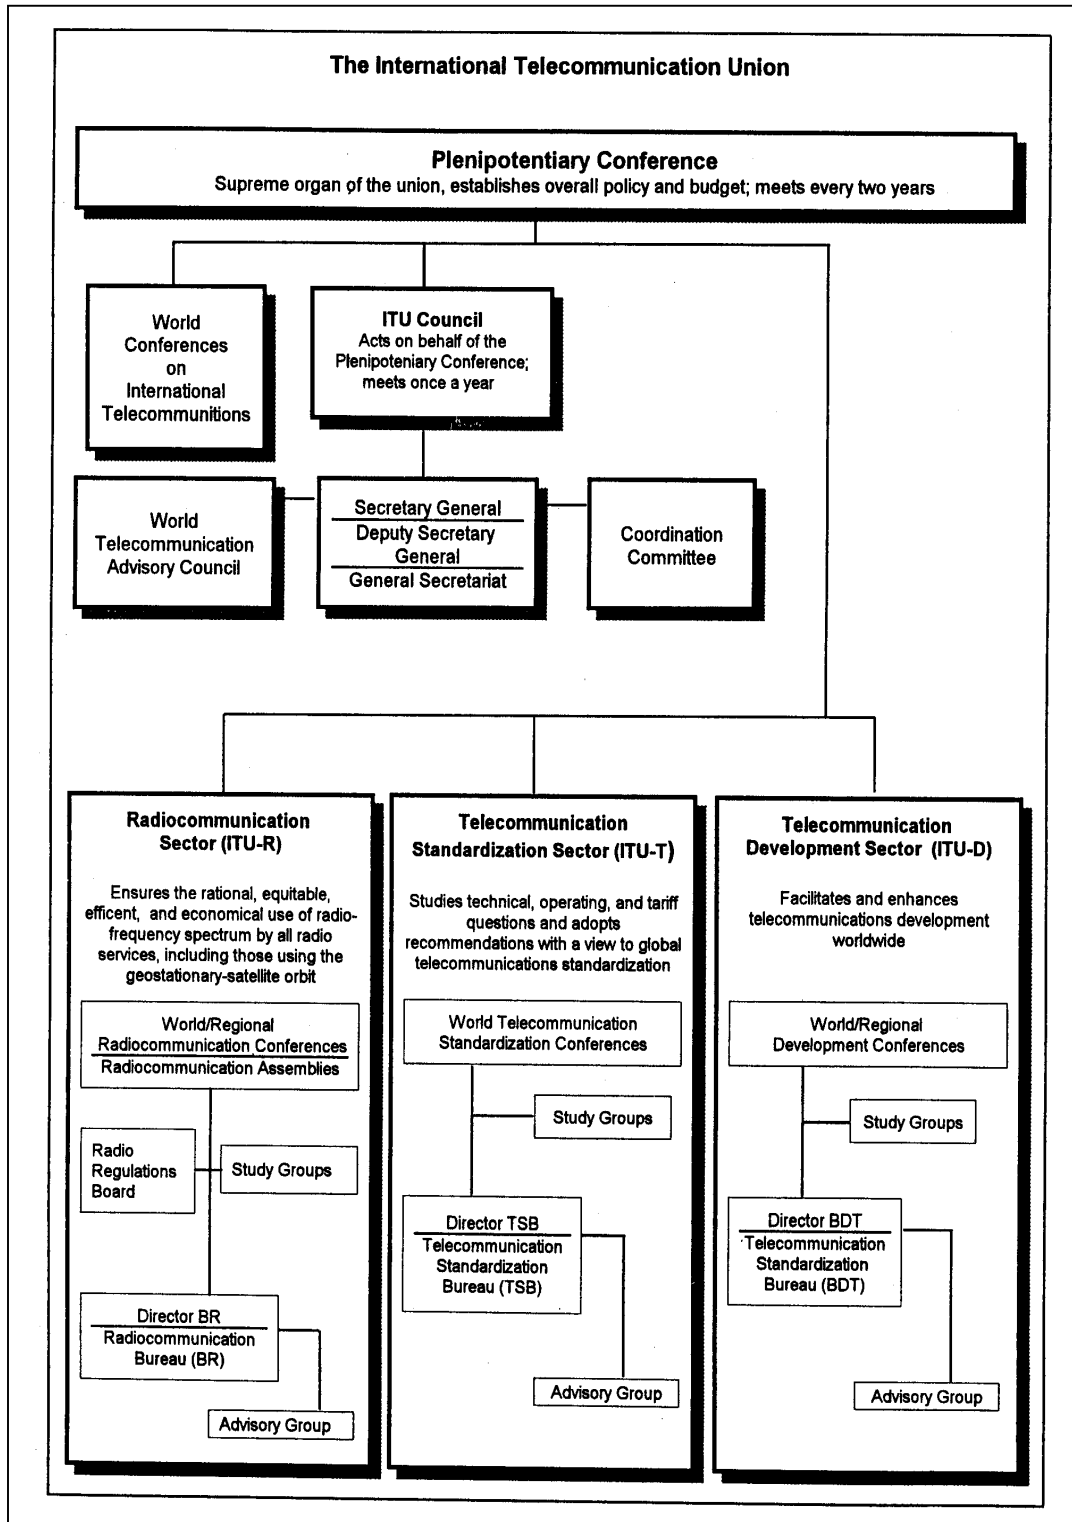 The International Telecommunication Union
Plenipotentiary Conference
Supreme organ of the union, establishes overall policy and budget; meets every two years
World
Conferences
on
International
Telecommunitions
ITU Council
Acts on behalf of the
Plenipoteniary Conference;
meets once a year
World
Telecommunication
Advisory Council
Secretary General
Deputy Secretary
General
General Secretariat
Coordination
Committee
Radiocommunication
Sector (ITU-R)
Ensures the rational, equitable,
efficent, and economical use of radio-
frequency spectrum by all radio
services, including those using the
geostationary-satellite orbit
World/Regional
Radiocommunication Conferences
Radiocommunication Assemblies
Radio
Regulations
Board
Study Groups
Director BR
Radiocommunication
Bureau (BR)
Advisory Group
Telecommunication
Standardization Sector (ITU-T)
Studies technical, operating, and tariff
questions and adopts
recommendations with a view to global
telecommunications standardization
World Telecommunication
Standardization Conferences
Study Groups
Director TSB
Telecommunication
Standardization
Bureau (TSB)
Advisory Group
Telecommunication
Development Sector (ITU-D)
Facilitates and enhances
telecommunications development
worldwide
World/Regional
Development Conferences
Study Groups
Director BDT
Telecommunication
Standardization
Bureau (BDT)
Advisory Group